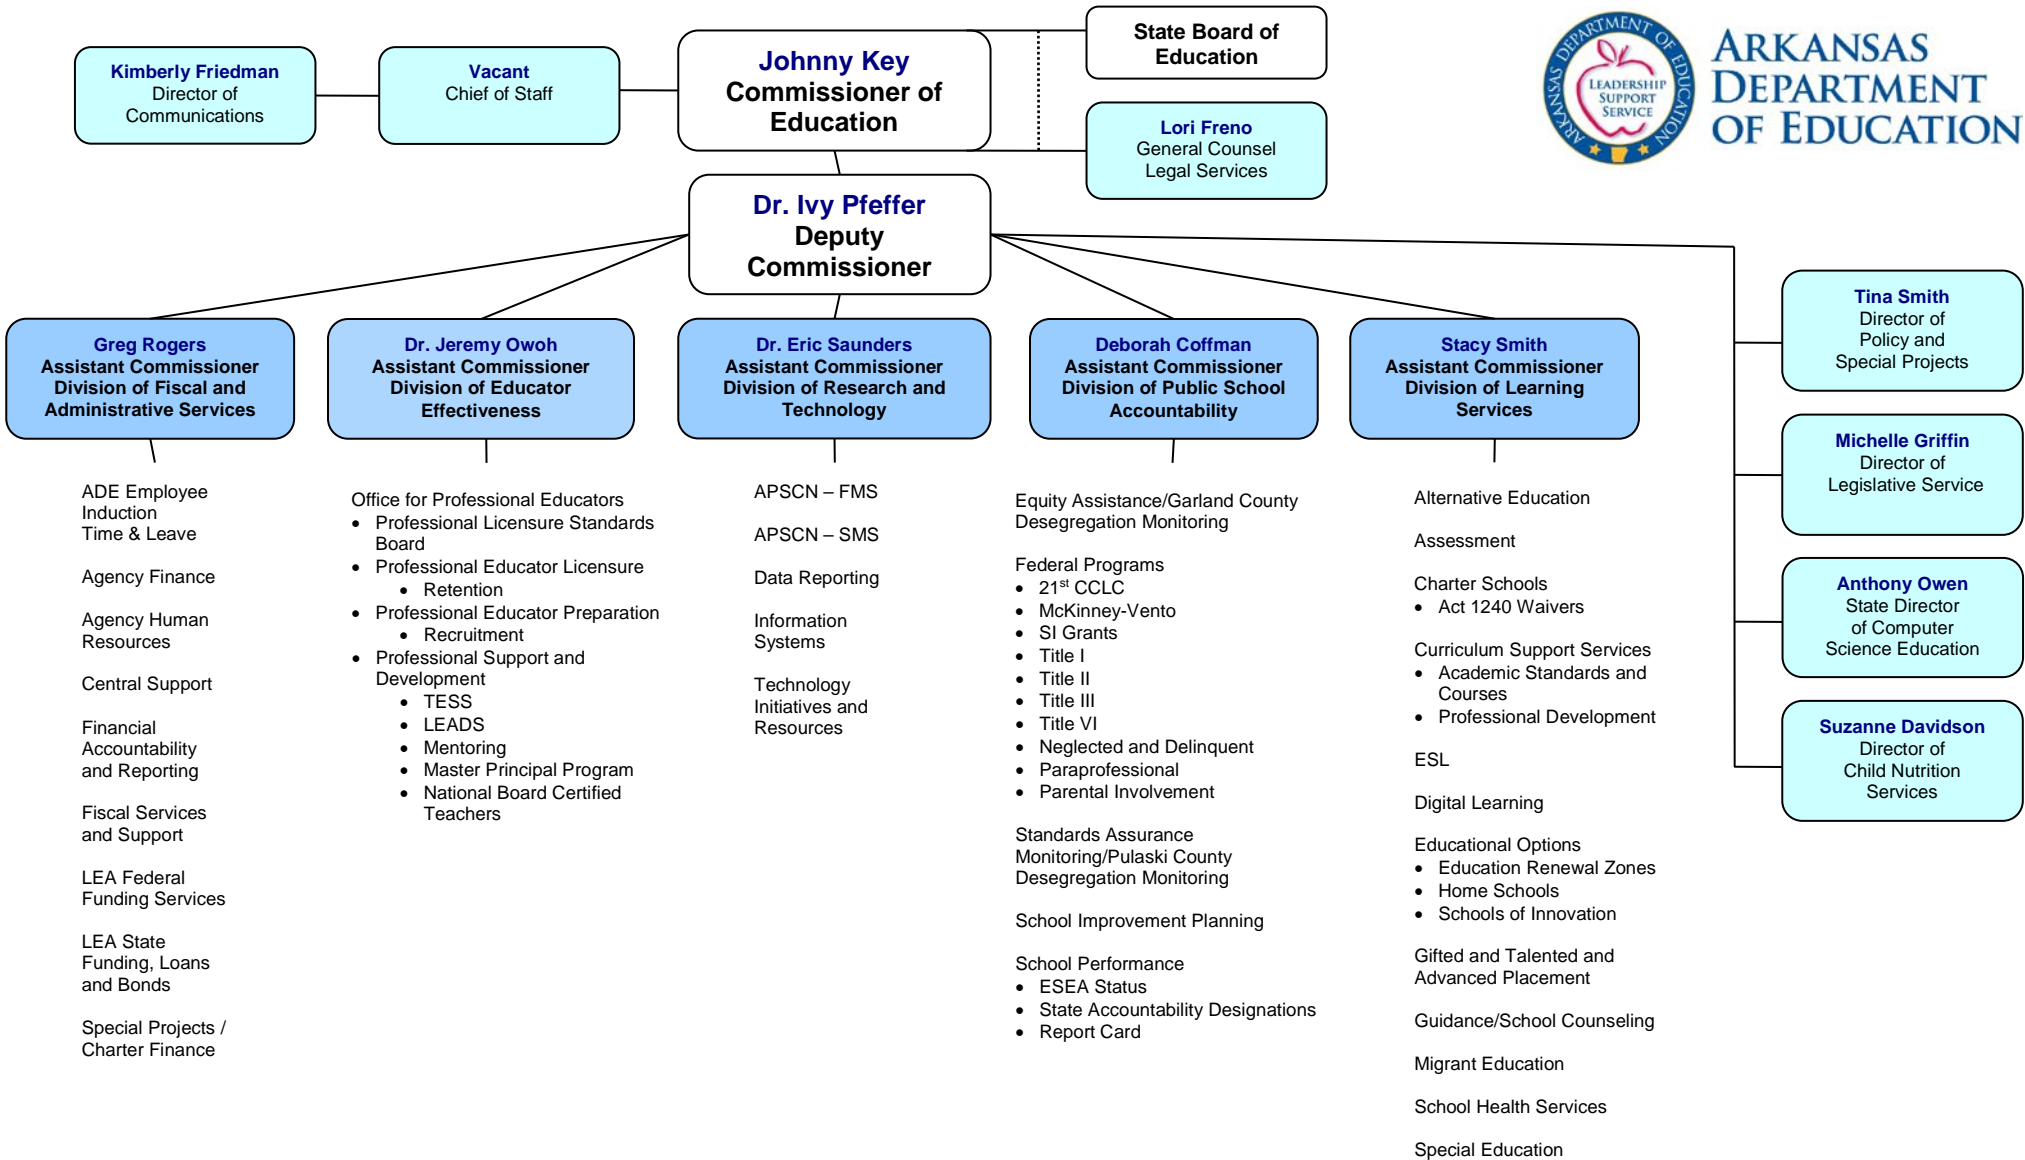 Kimberly Friedman
Director of
Communications
Vacant
Chief of Staff
Johnny Key
Commissioner of
Education
State Board of
Education
Lori Freno
General Counsel
Legal Services
ARKANSAS DEPARTMENT OF EDUCATION
LEADERSHIP
SUPPORT
SERVICE
ARKANSAS
DEPARTMENT
OF EDUCATION
Dr. Ivy Pfeffer
Deputy
Commissioner
Greg Rogers
Assistant Commissioner
Division of Fiscal and
Administrative Services
Dr. Jeremy Owoh
Assistant Commissioner
Division of Educator
Effectiveness
Dr. Eric Saunders
Assistant Commissioner
Division of Research and
Technology
Deborah Coffman
Assistant Commissioner
Division of Public School
Accountability
Stacy Smith
Assistant Commissioner
Division of Learning
Services
Tina Smith
Director of
Policy and
Special Projects
Michelle Griffin
Director of
Legislative Service
Anthony Owen
State Director
of Computer
Science Education
Suzanne Davidson
Director of
Child Nutrition
Services
ADE Employee
Induction
Time & Leave
Agency Finance
Agency Human
Resources
Central Support
Financial
Accountability
and Reporting
Fiscal Services
and Support
LEA Federal
Funding Services
LEA State
Funding, Loans
and Bonds
Special Projects /
Charter Finance
Office for Professional Educators
• Professional Licensure Standards
Board
• Professional Educator Licensure
• Retention
• Professional Educator Preparation
• Recruitment
• Professional Support and
Development
• TESS
• LEADS
• Mentoring
• Master Principal Program
• National Board Certified
Teachers
APSCN – FMS
APSCN – SMS
Data Reporting
Information
Systems
Technology
Initiatives and
Resources
Equity Assistance/Garland County
Desegregation Monitoring
Federal Programs
• 21st CCLC
• McKinney-Vento
• SI Grants
• Title I
• Title II
• Title III
• Title VI
• Neglected and Delinquent
• Paraprofessional
• Parental Involvement
Standards Assurance
Monitoring/Pulaski County
Desegregation Monitoring
School Improvement Planning
School Performance
• ESEA Status
• State Accountability Designations
• Report Card
Alternative Education
Assessment
Charter Schools
• Act 1240 Waivers
Curriculum Support Services
• Academic Standards and
Courses
• Professional Development
ESL
Digital Learning
Educational Options
• Education Renewal Zones
• Home Schools
• Schools of Innovation
Gifted and Talented and
Advanced Placement
Guidance/School Counseling
Migrant Education
School Health Services
Special Education